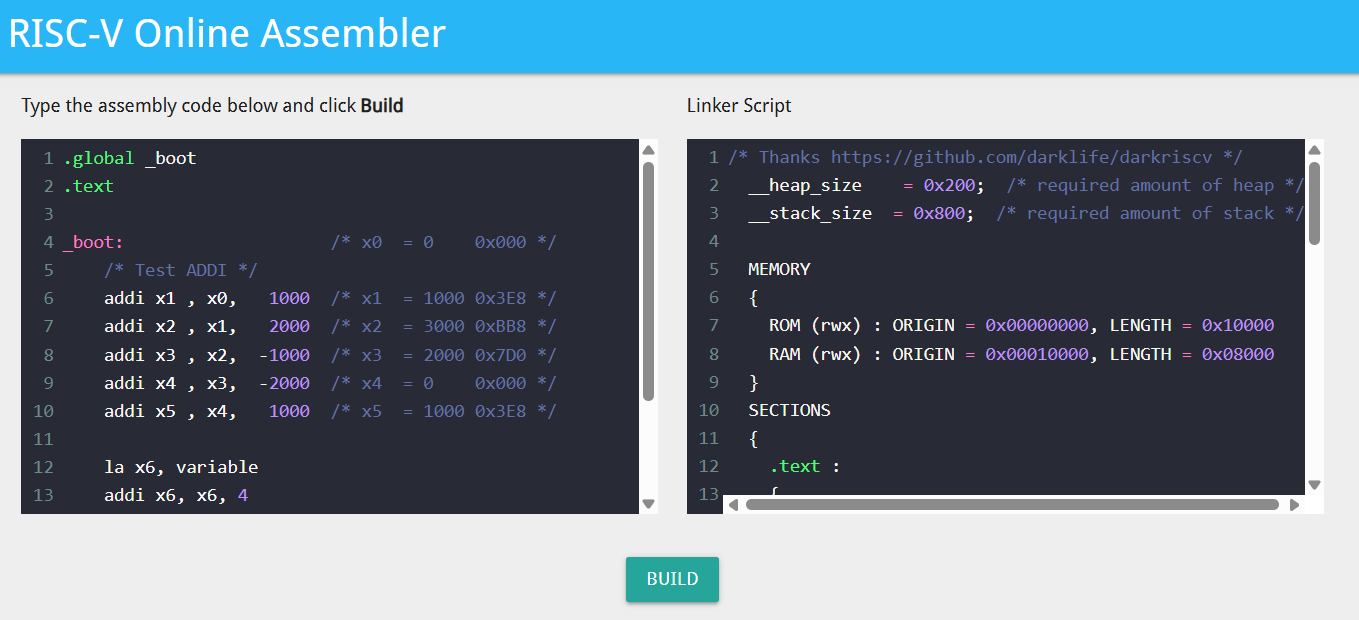 RISC-V Online Assembler
Type the assembly code below and click Build
1 .global _boot
2 .text
3
4 _boot:                    /* x0  = 0    0x000 */
5     /* Test ADDI */
6     addi x1 , x0,   1000  /* x1  = 1000 0x3E8 */
7     addi x2 , x1,   2000  /* x2  = 3000 0xBB8 */
8     addi x3 , x2,  -1000  /* x3  = 2000 0x7D0 */
9     addi x4 , x3,  -2000  /* x4  = 0    0x000 */
10     addi x5 , x4,   1000  /* x5  = 1000 0x3E8 */
11
12     la x6, variable
13     addi x6, x6, 4
Linker Script
1 /* Thanks https://github.com/darklife/darkriscv */
2   __heap_size    = 0x200;  /* required amount of heap */
3   __stack_size  = 0x800;  /* required amount of stack */
4
5   MEMORY
6   {
7     ROM (rwx) : ORIGIN = 0x00000000, LENGTH = 0x10000
8     RAM (rwx) : ORIGIN = 0x00010000, LENGTH = 0x08000
9   }
10   SECTIONS
11   {
12     .text :
13     {
BUILD